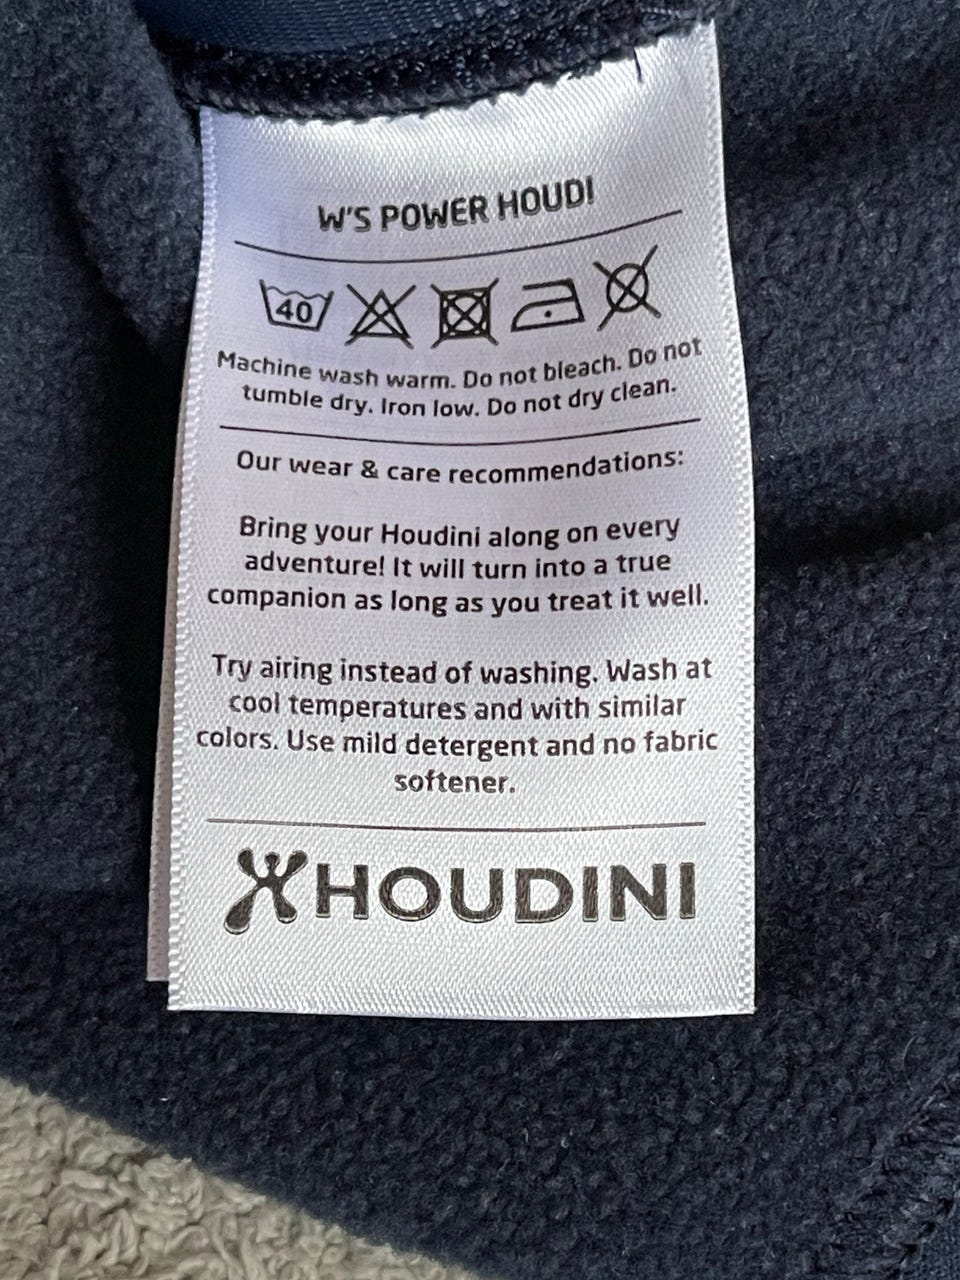 W'S POWER HOUDI
40
Machine wash warm. Do not bleach. Do not
tumble dry. Iron low. Do not dry clean.
Our wear & care recommendations:
Bring your Houdini along on every
adventure! It will turn into a true
companion as long as you treat it well.
Try airing instead of washing. Wash at
cool temperatures and with similar
colors. Use mild detergent and no fabric
softener.
HOUDINI